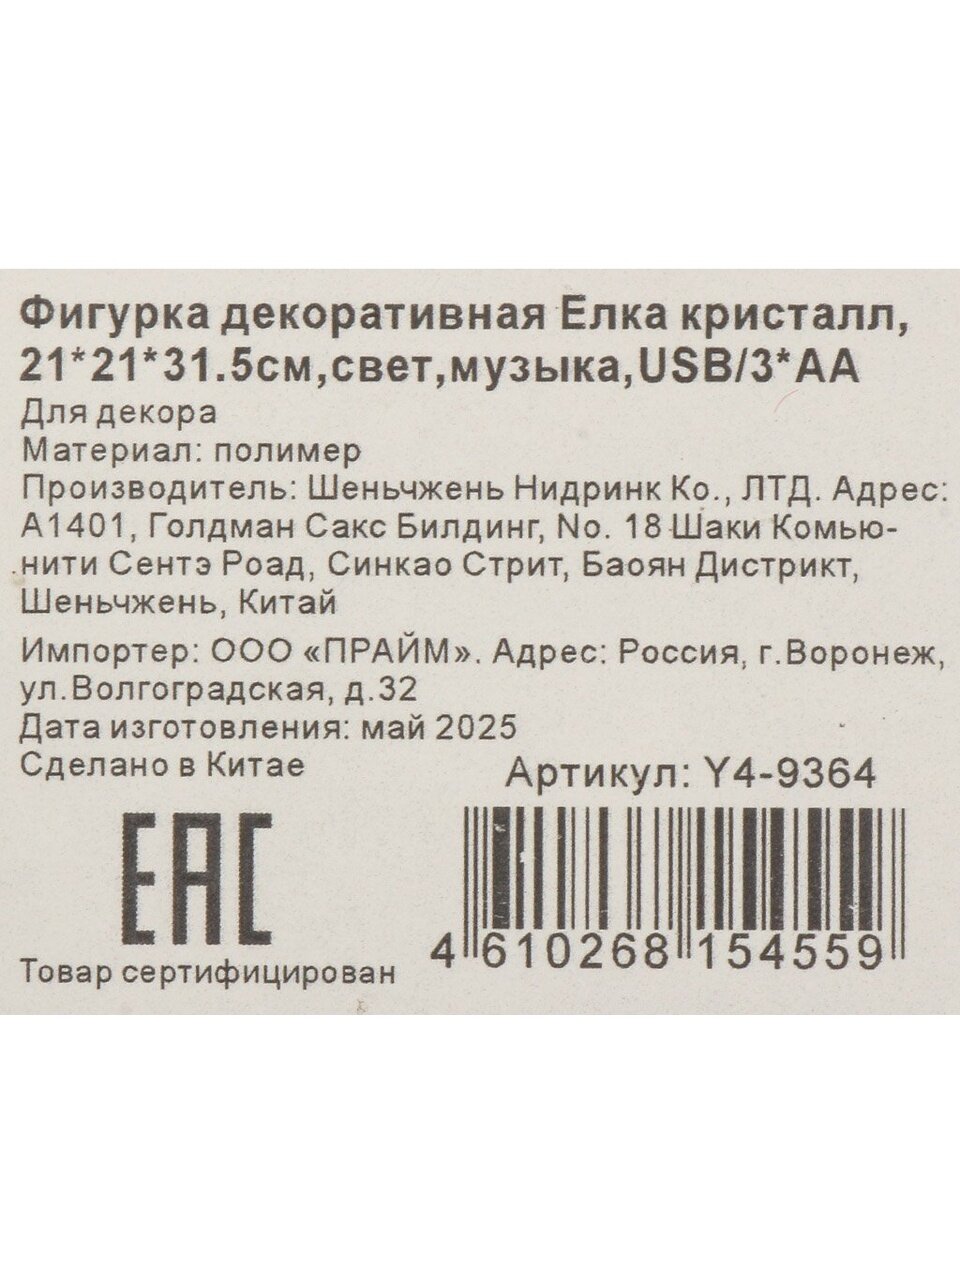 Фигурка декоративная Елка кристалл,
21*21*31.5см,свет,музыка,USB/3*АА
Для декора
Материал: полимер
Производитель: Шеньчжень Нидринк Ко., ЛТД. Адрес:
А1401, Голдман Сакс Билдинг, No. 18 Шаки Комью-
нити Сентэ Роад, Синкао Стрит, Баоян Дистрикт,
Шеньчжень, Китай
Импортер: ООО «ПРАЙМ». Адрес: Россия, г.Воронеж,
ул.Волгоградская, д.32
Дата изготовления: май 2025
Сделано в Китае
Артикул: Y4-9364
EAC
4 610268 154559
Товар сертифицирован